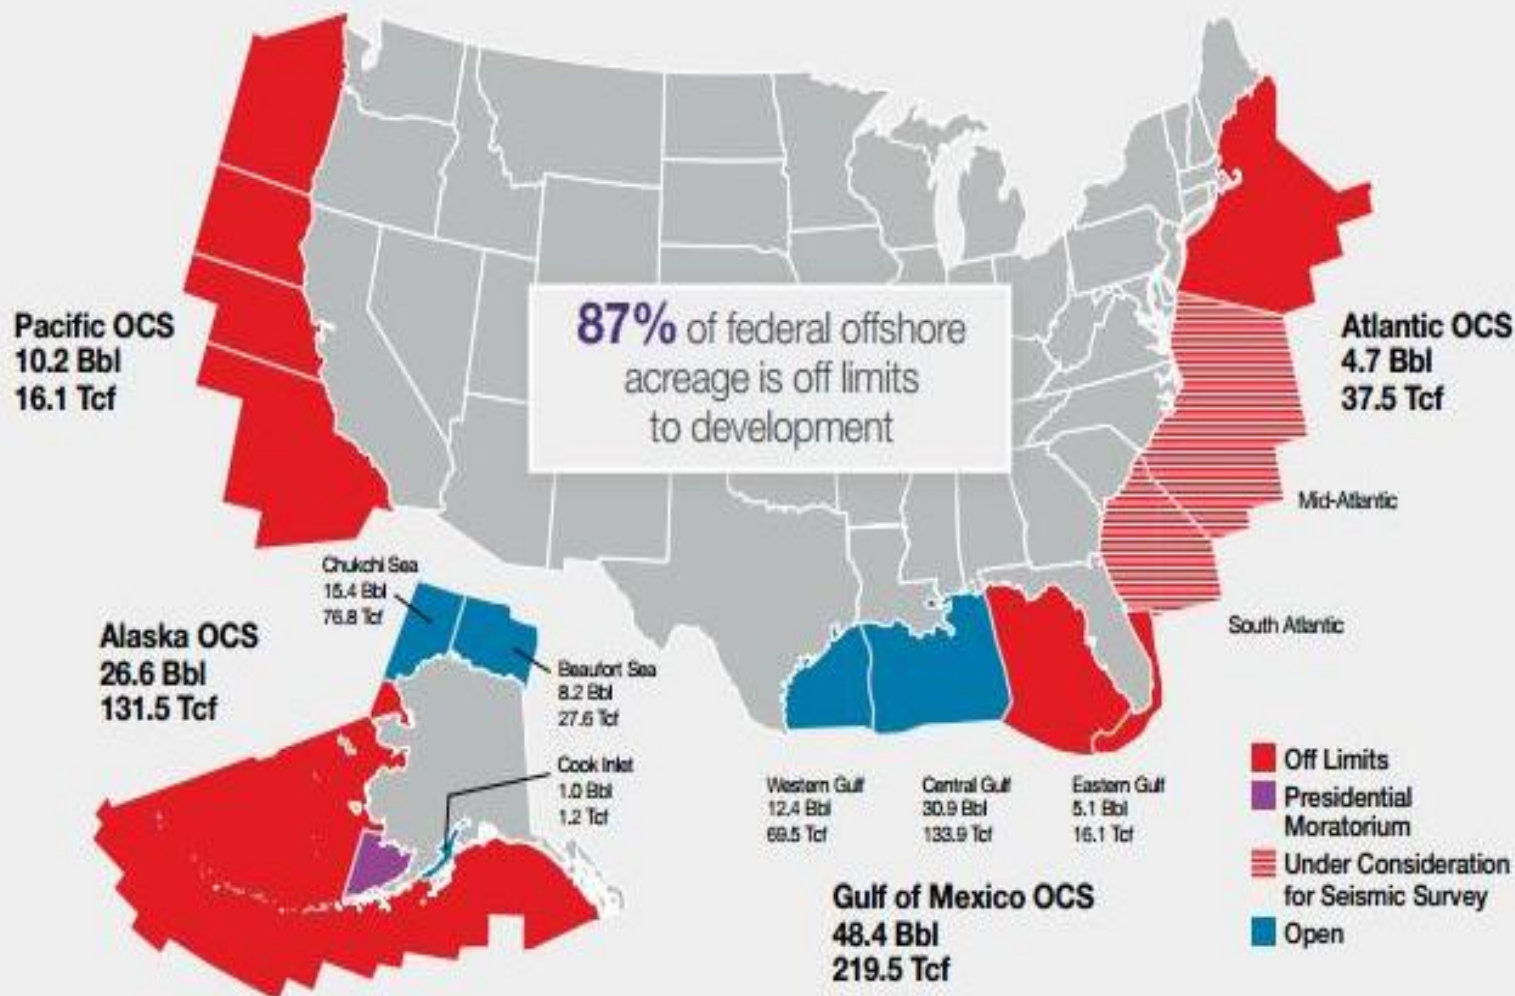 87% of federal offshore
acreage is off limits
to development
Pacific OCS
10.2 Bbl
16.1 Tcf
Atlantic OCS
4.7 Bbl
37.5 Tcf
Mid-Atlantic
South Atlantic
Chukchi Sea
15.4 Bbl
76.8 Tcf
Alaska OCS
26.6 Bbl
131.5 Tcf
Beaufort Sea
8.2 Bbl
27.6 Tcf
Cook Inlet
1.0 Bbl
1.2 Tcf
Western Gulf
12.4 Bbl
69.5 Tcf
Central Gulf
30.9 Bbl
133.9 Tcf
Eastern Gulf
5.1 Bbl
16.1 Tcf
Gulf of Mexico OCS
48.4 Bbl
219.5 Tcf
Off Limits
Presidential
Moratorium
Under Consideration
for Seismic Survey
Open